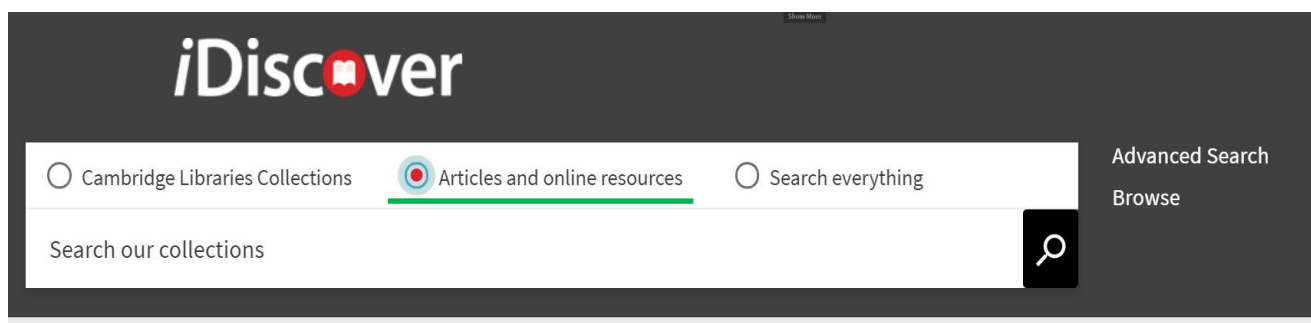 Show More
iDiscover
Cambridge Libraries Collections Articles and online resources Search everything
Search our collections
Advanced Search
Browse